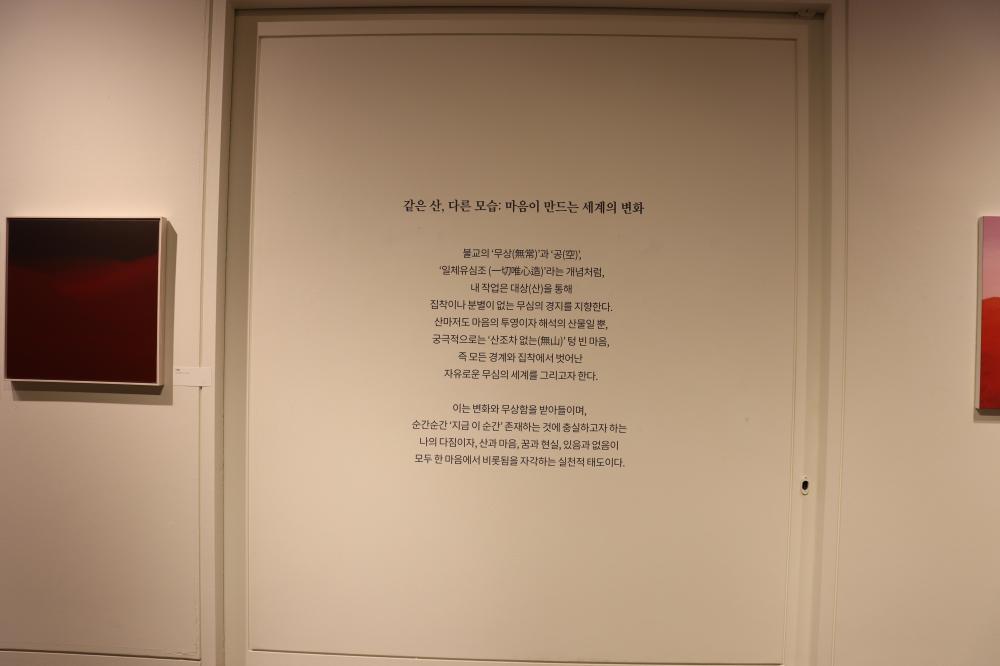 같은 산, 다른 모습: 마음이 만드는 세계의 변화
불교의 '무상(無常)'과 '공(空)',
'일체유심조 (一切唯心造)'라는 개념처럼,
내 작업은 대상(산)을 통해
집착이나 분별이 없는 무심의 경지를 지향한다.
산마저도 마음의 투영이자 해석의 산물일 뿐,
궁극적으로는 '산조차 없는(無山)' 텅 빈 마음,
즉 모든 경계와 집착에서 벗어난
자유로운 무심의 세계를 그리고자 한다.
이는 변화와 무상함을 받아들이며,
순간순간 '지금 이 순간' 존재하는 것에 충실하고자 하는
나의 다짐이자, 산과 마음, 꿈과 현실, 있음과 없음이
모두 한 마음에서 비롯됨을 자각하는 실천적 태도이다.